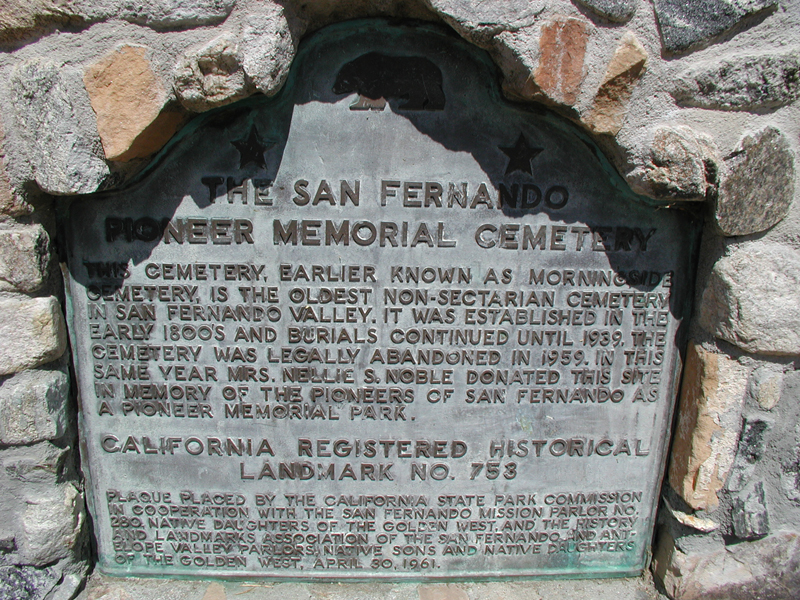 THE SAN FERNANDO
PIONEER MEMORIAL CEMETERY
THIS CEMETERY, EARLIER KNOWN AS MORNINGSIDE
CEMETERY, IS THE OLDEST NON-SECTARIAN CEMETERY
IN SAN FERNANDO VALLEY. IT WAS ESTABLISHED IN THE
EARLY 1800'S AND BURIALS CONTINUED UNTIL 1939. THE
CEMETERY WAS LEGALLY ABANDONED IN 1959. IN THIS
SAME YEAR MRS. NELLIE S. NOBLE DONATED THIS SITE
IN MEMORY OF THE PIONEERS OF SAN FERNANDO AS
A PIONEER MEMORIAL PARK.
CALIFORNIA REGISTERED HISTORICAL
LANDMARK NO. 753
PLAQUE PLACED BY THE CALIFORNIA STATE PARK COMMISSION
IN COOPERATION WITH THE SAN FERNANDO MISSION PARLOR NO.
280, NATIVE DAUGHTERS OF THE GOLDEN WEST, AND THE HISTORY
AND LANDMARKS ASSOCIATION OF THE SAN FERNANDO AND ANT-
ELOPE VALLEY PARLORS, NATIVE SONS AND NATIVE DAUGHTERS
OF THE GOLDEN WEST, APRIL 30, 1961.